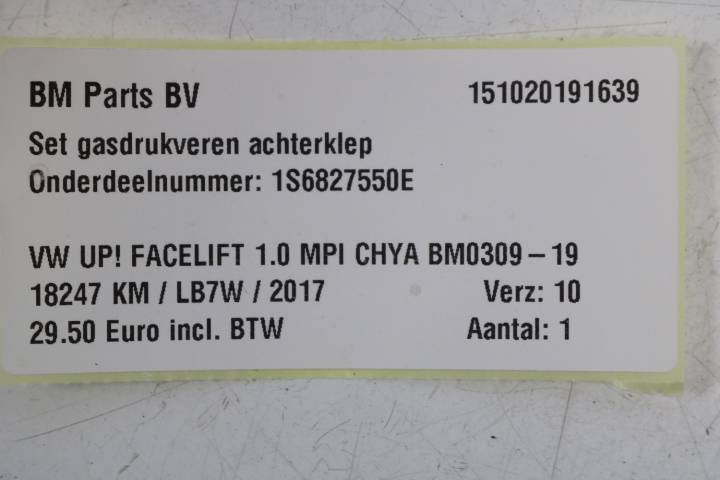 BM Parts BV 151020191639
Set gasdrukveren achterklep
Onderdeelnummer: 1S6827550E
VW UP! FACELIFT 1.0 MPI CHYA BM0309 – 19
18247 KM / LB7W / 2017 Verz: 10
29.50 Euro incl. BTW Aantal: 1